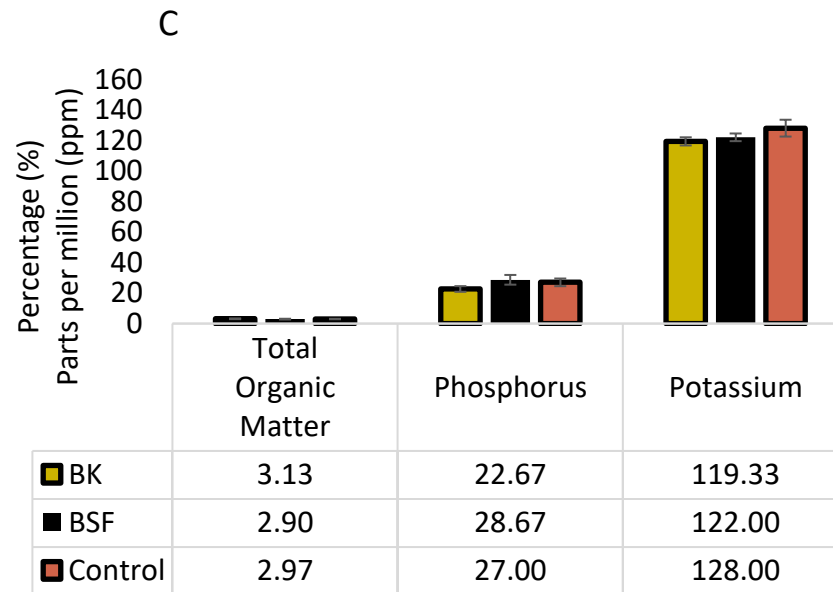 C
Percentage (%)
Parts per million (ppm)
160
140
120
100
80
60
40
20
0
Total
Organic
Matter
Phosphorus
Potassium
BK 3.13 22.67 119.33
BSF 2.90 28.67 122.00
Control 2.97 27.00 128.00